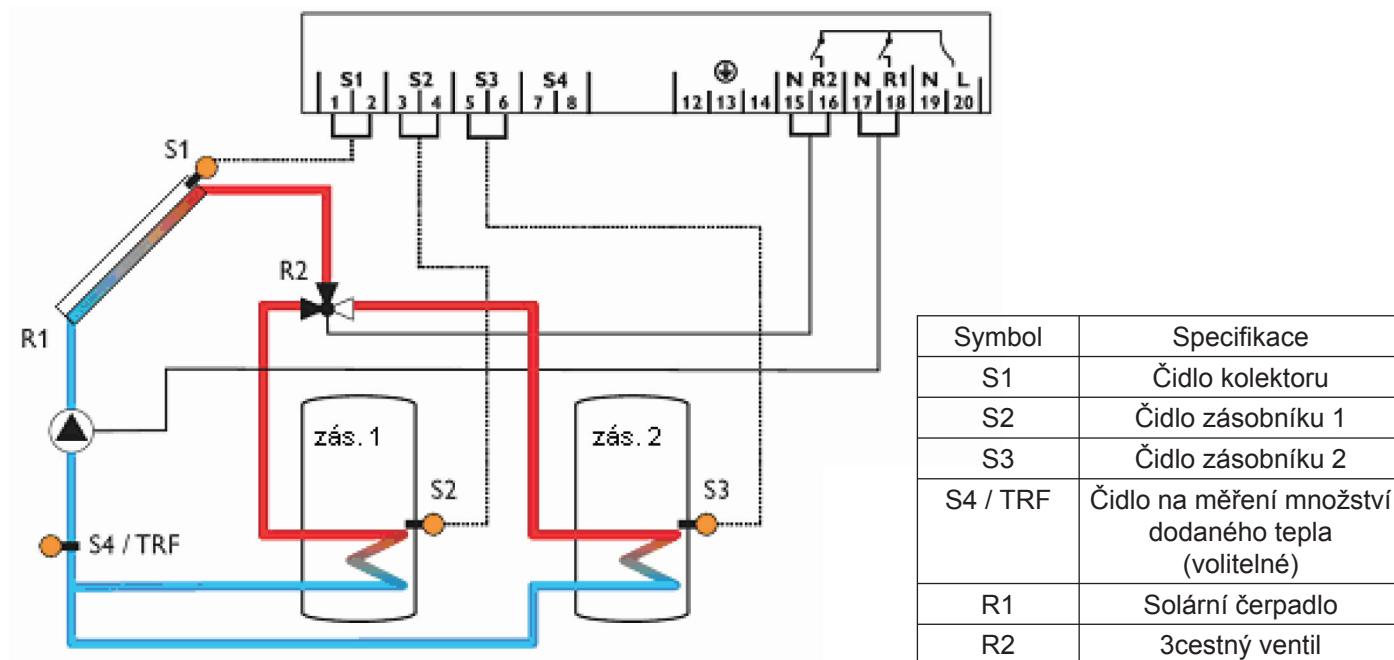 S1 S2 S3 S4 N R2 N R1 N L
1 2 3 4 5 6 7 8 12 13 14 15 16 17 18 19 20
S1
R2
R1
zás. 1
zás. 2
S2
S3
S4 / TRF
Symbol Specifikace
S1 Čidlo kolektoru
S2 Čidlo zásobníku 1
S3 Čidlo zásobníku 2
S4 / TRF Čidlo na měření množství
dodaného tepla
(volitelné)
R1 Solární čerpadlo
R2 3cestný ventil